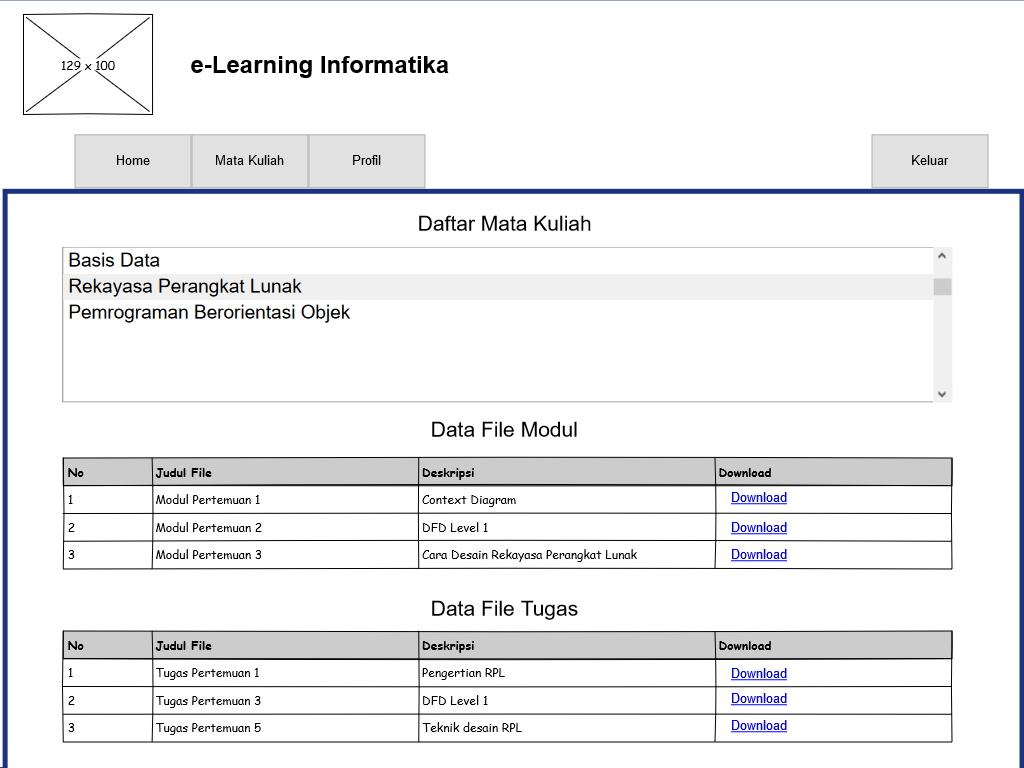 129 x 100
e-Learning Informatika
Home Mata Kuliah Profil Keluar
Daftar Mata Kuliah
Basis Data
Rekayasa Perangkat Lunak
Pemrograman Berorientasi Objek
Data File Modul
No Judul File Deskripsi Download
1 Modul Pertemuan 1 Context Diagram Download
2 Modul Pertemuan 2 DFD Level 1 Download
3 Modul Pertemuan 3 Cara Desain Rekayasa Perangkat Lunak Download
Data File Tugas
No Judul File Deskripsi Download
1 Tugas Pertemuan 1 Pengertian RPL Download
2 Tugas Pertemuan 3 DFD Level 1 Download
3 Tugas Pertemuan 5 Teknik desain RPL Download